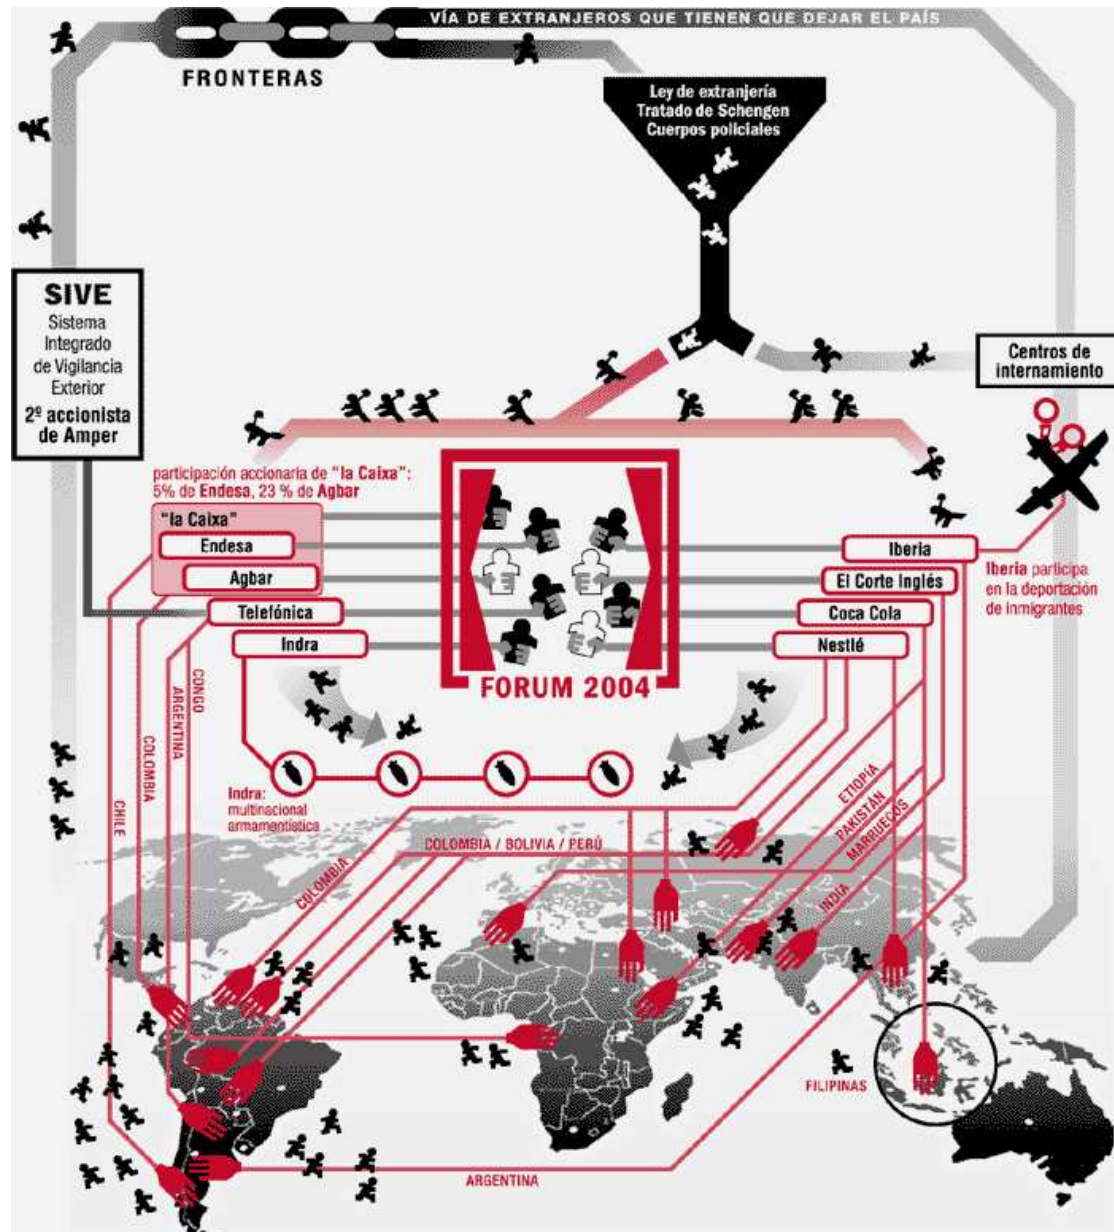 VÍA DE EXTRANJEROS QUE TIENEN QUE DEJAR EL PAÍS
FRONTERAS
Ley de extranjería
Tratado de Schengen
Cuerpos policiales
SIVE
Sistema
Integrado
de Vigilancia
Exterior
2º accionista
de Amper
Centros de
internamiento
participación accionaria de "la Caixa":
5% de Endesa, 23 % de Agbar
"la Caixa"
Endesa
Agbar
Telefónica
Indra
Iberia
El Corte Inglés
Coca Cola
Nestlé
Iberia participa
en la deportación
de inmigrantes
FORUM 2004
CONGO
ARGENTINA
COLOMBIA
CHILE
Indra:
multinacional
armamentística
ETIOPÍA
PAKISTÁN
MARRUECOS
COLOMBIA / BOLIVIA / PERÚ
COLOMBIA
INDIA
FILIPINAS
ARGENTINA